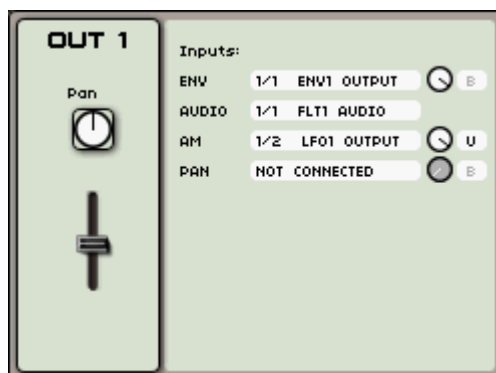 OUT 1
Pan
Inputs:
ENV 1/1 ENV1 OUTPUT B
AUDIO 1/1 FLT1 AUDIO
AM 1/2 LFO1 OUTPUT U
PAN NOT CONNECTED B